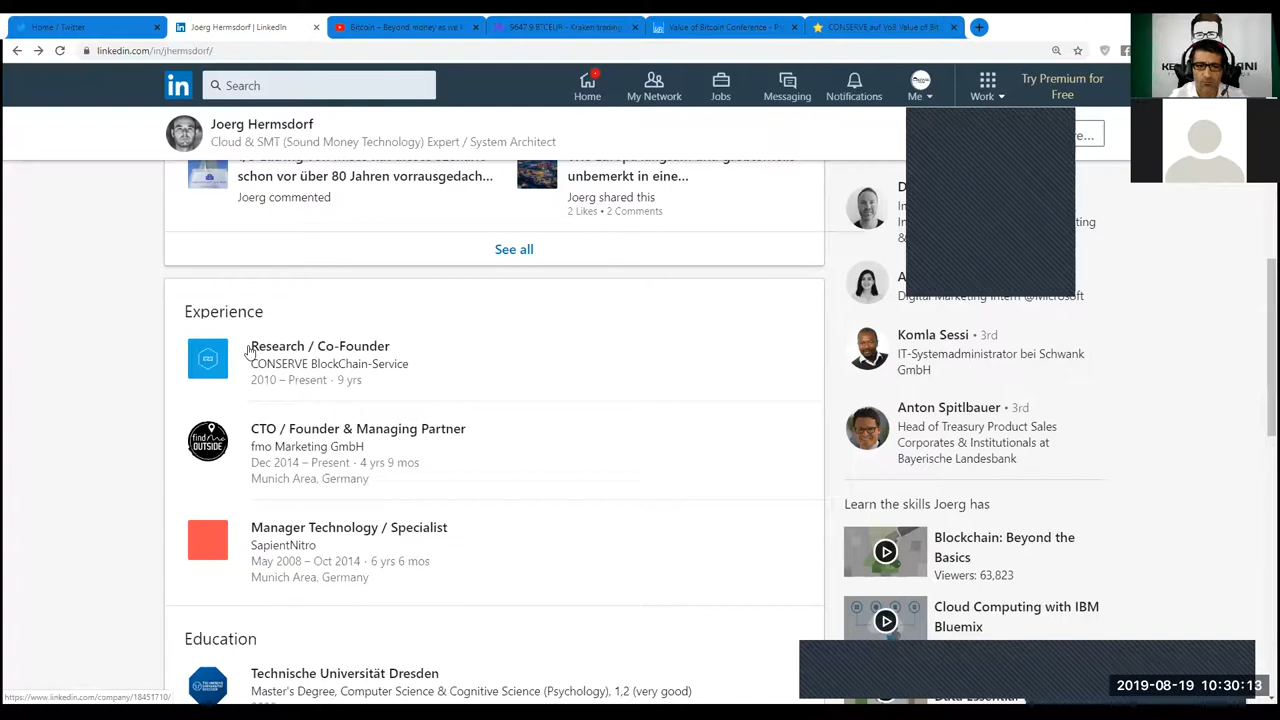 Home / Twitter
Joerg Hermsdorf | LinkedIn
Bitcoin – Beyond money as we
9647.9 BTCEUR - Kraken trading
Value of Bitcoin Conference - P
CONSERVE auf VoB Value of Bit
linkedin.com/in/jhermsdorf/
Search
Home
My Network
Jobs
Messaging
Notifications
Me
Work
Try Premium for
Free
Joerg Hermsdorf
Cloud & SMT (Sound Money Technology) Expert / System Architect
schon vor über 80 Jahren vorrausgedach...
Joerg commented
unbemerkt in eine...
Joerg shared this
2 Likes • 2 Comments
See all
Experience
Research / Co-Founder
CONSERVE BlockChain-Service
2010 – Present · 9 yrs
CTO / Founder & Managing Partner
fmo Marketing GmbH
Dec 2014 – Present · 4 yrs 9 mos
Munich Area, Germany
find me
OUTSIDE
Manager Technology / Specialist
SapientNitro
May 2008 – Oct 2014 · 6 yrs 6 mos
Munich Area, Germany
Education
Technische Universität Dresden
Master's Degree, Computer Science & Cognitive Science (Psychology), 1,2 (very good)
Digital Marketing Intern @Microsoft
Komla Sessi • 3rd
IT-Systemadministrator bei Schwank
GmbH
Anton Spitlbauer • 3rd
Head of Treasury Product Sales
Corporates & Institutionals at
Bayerische Landesbank
Learn the skills Joerg has
Blockchain: Beyond the
Basics
Viewers: 63,823
Cloud Computing with IBM
Bluemix
https://www.linkedin.com/company/18451710/
2019-08-19 10:30:13